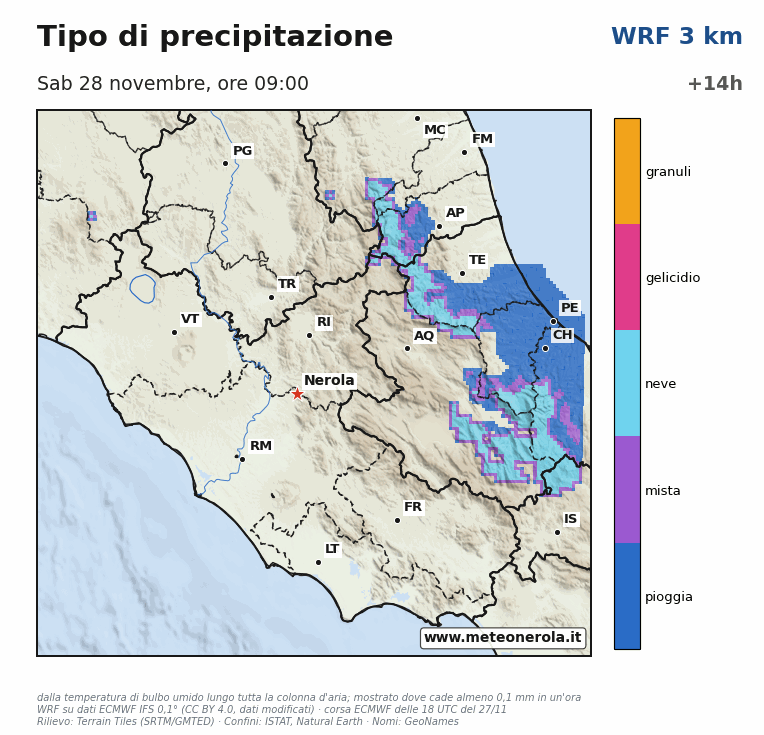 Tipo di precipitazione
WRF 3 km
Sab 28 novembre, ore 09:00
+14h
MC
FM
PG
AP
TE
TR
PE
VT
RI
AQ
CH
Nerola
RM
FR
IS
LT
www.meteonerola.it
granuli
gelicidio
neve
mista
pioggia
dalla temperatura di bulbo umido lungo tutta la colonna d'aria; mostrato dove cade almeno 0,1 mm in un'ora
WRF su dati ECMWF IFS 0,1° (CC BY 4.0, dati modificati) · corsa ECMWF delle 18 UTC del 27/11
Rilievo: Terrain Tiles (SRTM/GMTED) · Confini: ISTAT, Natural Earth · Nomi: GeoNames